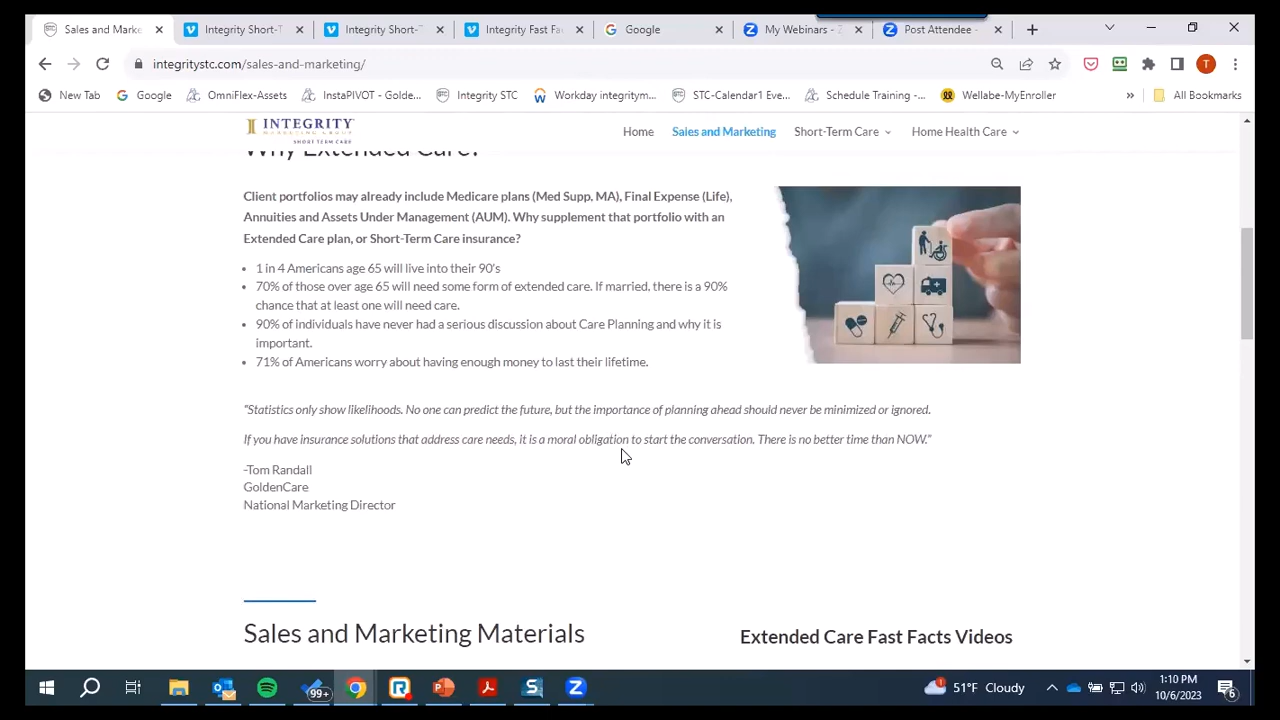 Sales and Marke
Integrity Short-T
Integrity Short-
Integrity Fast Fa
Google
My Webinars -
Post Attendee -
integritystc.com/sales-and-marketing/
T
New Tab
Google
OmniFlex-Assets
InstaPIVOT - Golde...
Integrity STC
Workday integritym...
STC-Calendar1 Eve...
Schedule Training -...
Wellabe-MyEnroller
»
All Bookmarks
INTEGRITY
MARKETING GROUP
SHORT TERM CARE
Home
Sales and Marketing
Short-Term Care
Home Health Care
Why Extended Care?
Client portfolios may already include Medicare plans (Med Supp, MA), Final Expense (Life),
Annuities and Assets Under Management (AUM). Why supplement that portfolio with an
Extended Care plan, or Short-Term Care insurance?
• 1 in 4 Americans age 65 will live into their 90's
• 70% of those over age 65 will need some form of extended care. If married, there is a 90%
chance that at least one will need care.
• 90% of individuals have never had a serious discussion about Care Planning and why it is
important.
• 71% of Americans worry about having enough money to last their lifetime.
"Statistics only show likelihoods. No one can predict the future, but the importance of planning ahead should never be minimized or ignored.
If you have insurance solutions that address care needs, it is a moral obligation to start the conversation. There is no better time than NOW."
-Tom Randall
GoldenCare
National Marketing Director
Sales and Marketing Materials
Extended Care Fast Facts Videos
99+
51°F Cloudy
1:10 PM
10/6/2023
6